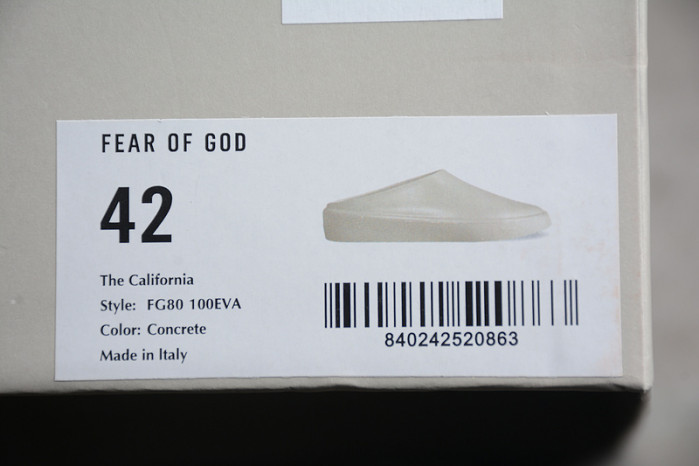 FEAR OF GOD
42
The California
Style: FG80 100EVA
Color: Concrete
Made in Italy
840242520863